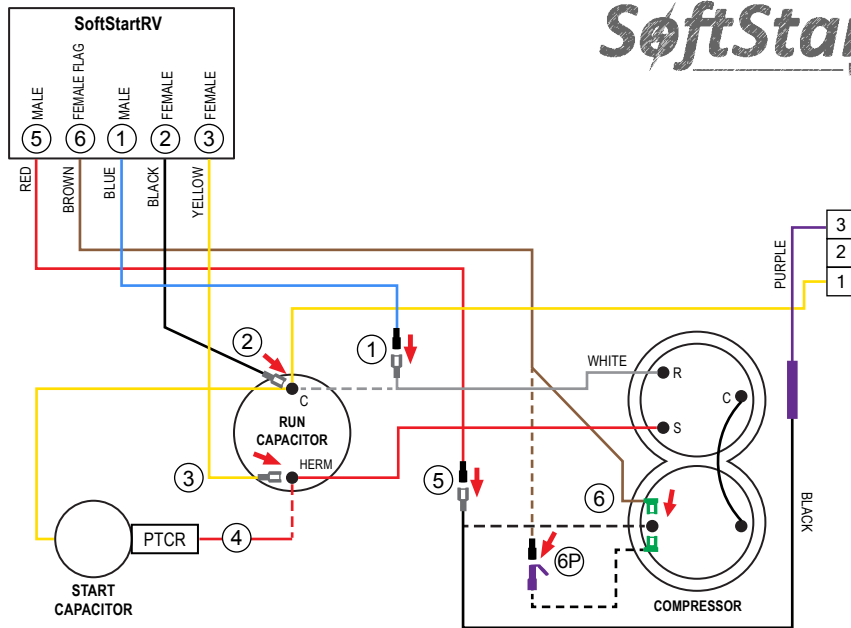 SoftStartRV
SoftStar
MALE
FEMALE FLAG
MALE
FEMALE
FEMALE
5
6
1
2
3
RED
BROWN
BLUE
BLACK
YELLOW
PURPLE
3
2
1
2
1
WHITE
R
C
C
RUN
CAPACITOR
S
HERM
3
5
6
BLACK
PTCR
4
6P
START
CAPACITOR
COMPRESSOR